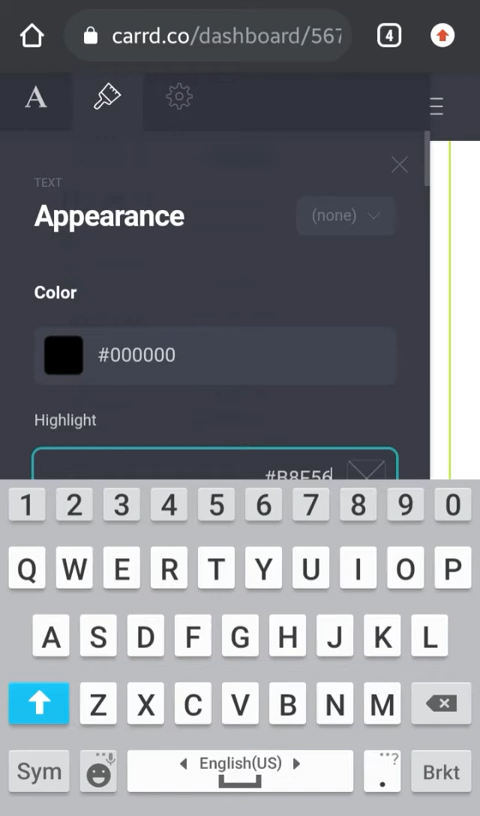 carrd.co/dashboard/567
4
A
TEXT
Appearance
(none)
Color
#000000
Highlight
#B8E56
1 2 3 4 5 6 7 8 9 0
Q W E R T Y U I O P
A S D F G H J K L
Z X C V B N M
Sym
English(US)
. ?
Brkt